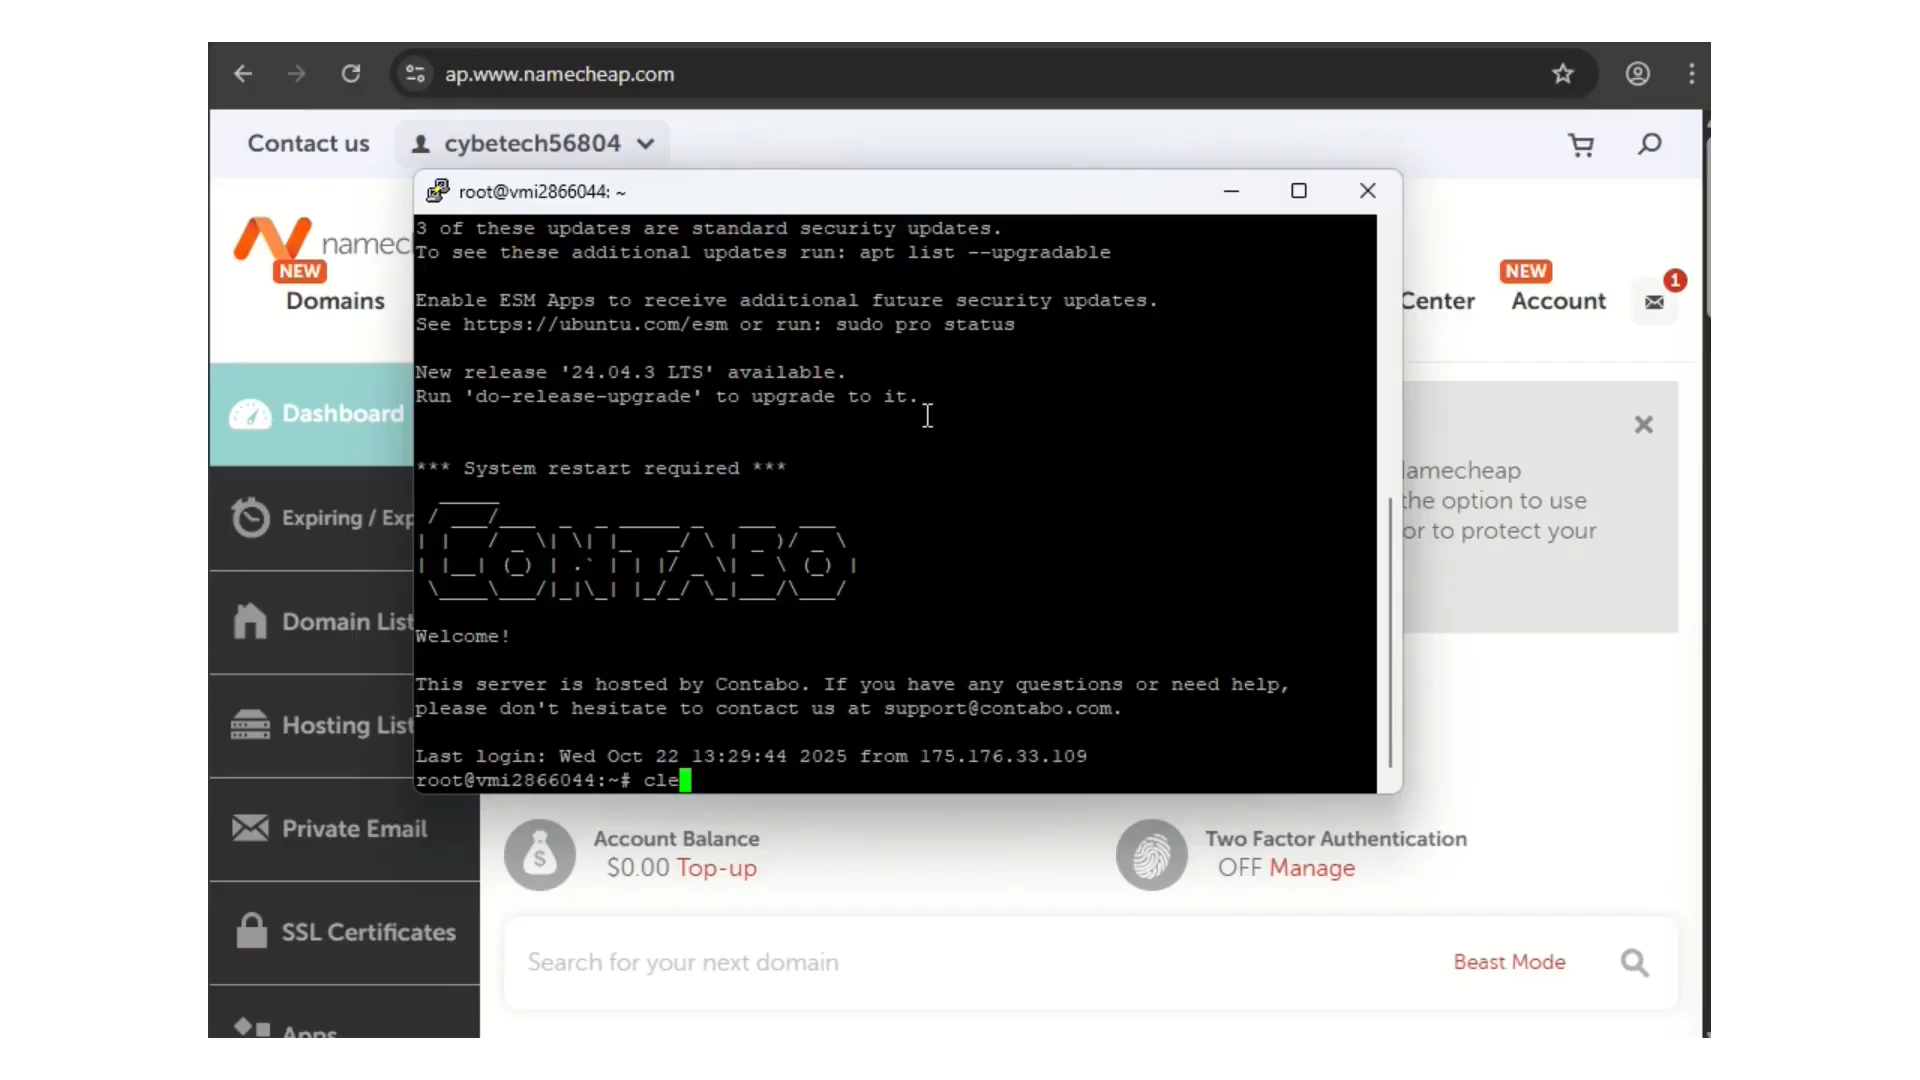 ap.www.namecheap.com
Contact us
cybetech56804
root@vmi2866044: ~
namec
NEW
Domains
NEW
Center
Account
1
3 of these updates are standard security updates.
To see these additional updates run: apt list --upgradable
Enable ESM Apps to receive additional future security updates.
See https://ubuntu.com/esm or run: sudo pro status
New release '24.04.3 LTS' available.
Run 'do-release-upgrade' to upgrade to it.
*** System restart required ***
CONTABO
Welcome!
This server is hosted by Contabo. If you have any questions or need help,
please don't hesitate to contact us at support@contabo.com.
Last login: Wed Oct 22 13:29:44 2025 from 175.176.33.109
root@vmi2866044:~# cle
Dashboard
Expiring / Exp
Domain List
Hosting List
Private Email
SSL Certificates
Apps
amecheap
the option to use
or to protect your
Account Balance
$0.00 Top-up
Two Factor Authentication
OFF Manage
Search for your next domain
Beast Mode